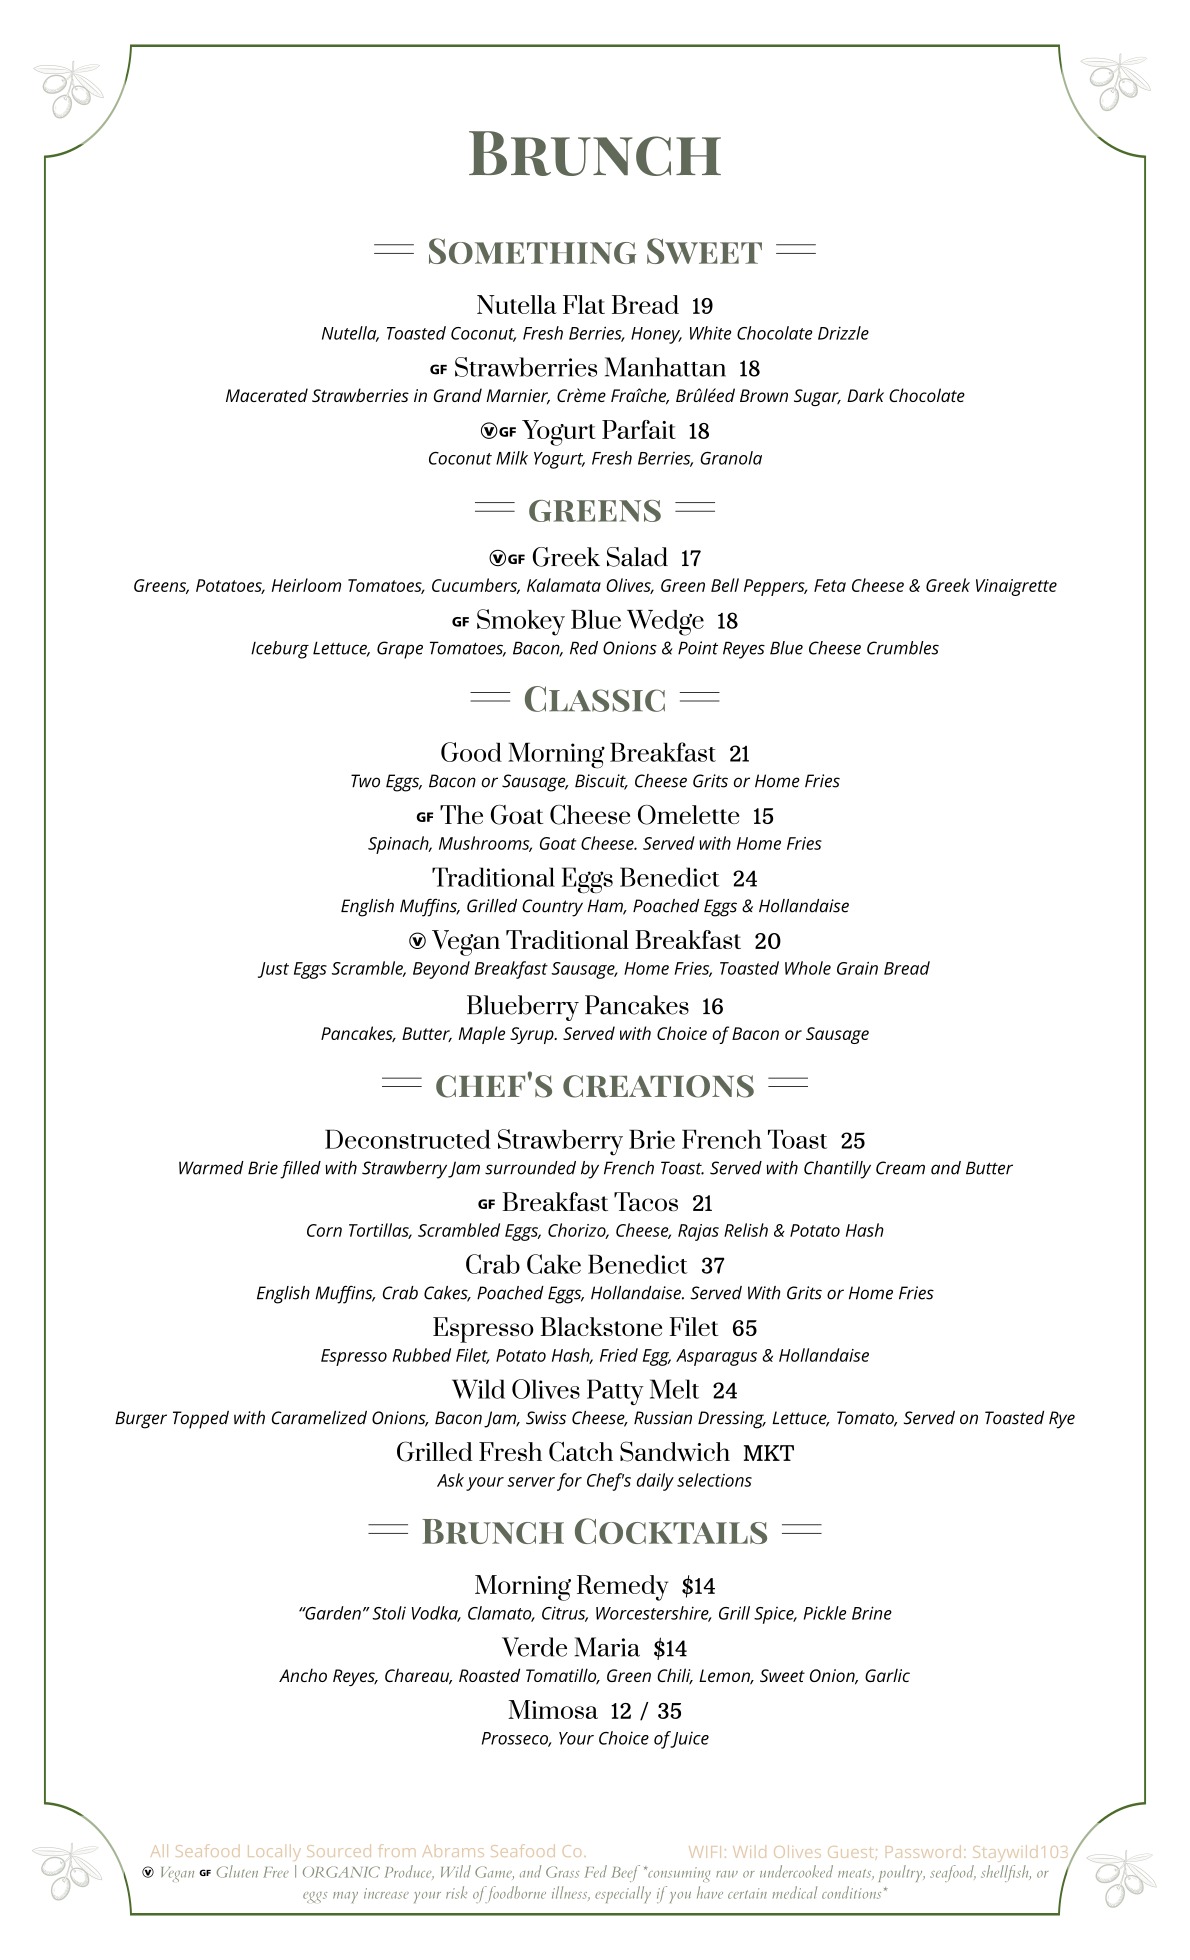 Brunch
Something Sweet
Nutella Flat Bread 19
Nutella, Toasted Coconut, Fresh Berries, Honey, White Chocolate Drizzle
GF Strawberries Manhattan 18
Macerated Strawberries in Grand Marnier, Crème Fraîche, Brûléed Brown Sugar, Dark Chocolate
Ⓥ GF Yogurt Parfait 18
Coconut Milk Yogurt, Fresh Berries, Granola
GREENS
Ⓥ GF Greek Salad 17
Greens, Potatoes, Heirloom Tomatoes, Cucumbers, Kalamata Olives, Green Bell Peppers, Feta Cheese & Greek Vinaigrette
GF Smokey Blue Wedge 18
Iceburg Lettuce, Grape Tomatoes, Bacon, Red Onions & Point Reyes Blue Cheese Crumbles
Classic
Good Morning Breakfast 21
Two Eggs, Bacon or Sausage, Biscuit, Cheese Grits or Home Fries
GF The Goat Cheese Omelette 15
Spinach, Mushrooms, Goat Cheese. Served with Home Fries
Traditional Eggs Benedict 24
English Muffins, Grilled Country Ham, Poached Eggs & Hollandaise
Ⓥ Vegan Traditional Breakfast 20
Just Eggs Scramble, Beyond Breakfast Sausage, Home Fries, Toasted Whole Grain Bread
Blueberry Pancakes 16
Pancakes, Butter, Maple Syrup. Served with Choice of Bacon or Sausage
CHEF'S CREATIONS
Deconstructed Strawberry Brie French Toast 25
Warmed Brie filled with Strawberry Jam surrounded by French Toast. Served with Chantilly Cream and Butter
GF Breakfast Tacos 21
Corn Tortillas, Scrambled Eggs, Chorizo, Cheese, Rajas Relish & Potato Hash
Crab Cake Benedict 37
English Muffins, Crab Cakes, Poached Eggs, Hollandaise. Served With Grits or Home Fries
Espresso Blackstone Filet 65
Espresso Rubbed Filet, Potato Hash, Fried Egg, Asparagus & Hollandaise
Wild Olives Patty Melt 24
Burger Topped with Caramelized Onions, Bacon Jam, Swiss Cheese, Russian Dressing, Lettuce, Tomato, Served on Toasted Rye
Grilled Fresh Catch Sandwich MKT
Ask your server for Chef's daily selections
Brunch Cocktails
Morning Remedy $14
“Garden” Stoli Vodka, Clamato, Citrus, Worcestershire, Grill Spice, Pickle Brine
Verde Maria $14
Ancho Reyes, Chareau, Roasted Tomatillo, Green Chili, Lemon, Sweet Onion, Garlic
Mimosa 12 / 35
Prosseco, Your Choice of Juice
All Seafood Locally Sourced from Abrams Seafood Co. WIFI: Wild Olives Guest; Password: Staywild103
Ⓥ Vegan GF Gluten Free | ORGANIC Produce, Wild Game, and Grass Fed Beef *consuming raw or undercooked meats, poultry, seafood, shellfish, or
eggs may increase your risk of foodborne illness, especially if you have certain medical conditions*